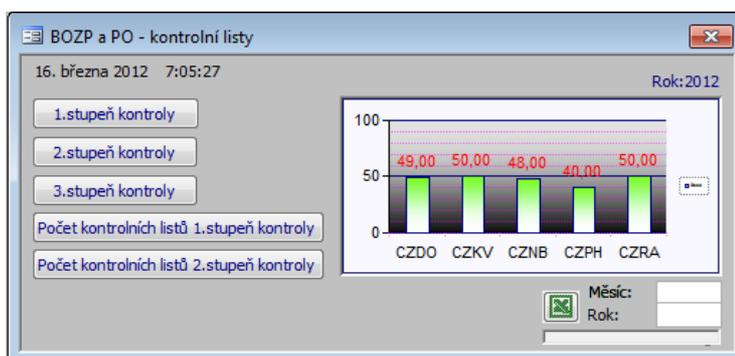 BOZP a PO - kontrolní listy
16. března 2012 7:05:27
Rok:2012
1.stupeň kontroly
2.stupeň kontroly
3.stupeň kontroly
Počet kontrolních listů 1.stupeň kontroly
Počet kontrolních listů 2.stupeň kontroly
100
50
0
49,00 50,00 48,00 40,00 50,00
CZDO CZKV CZNB CZPH CZRA
Měsíc:
Rok: